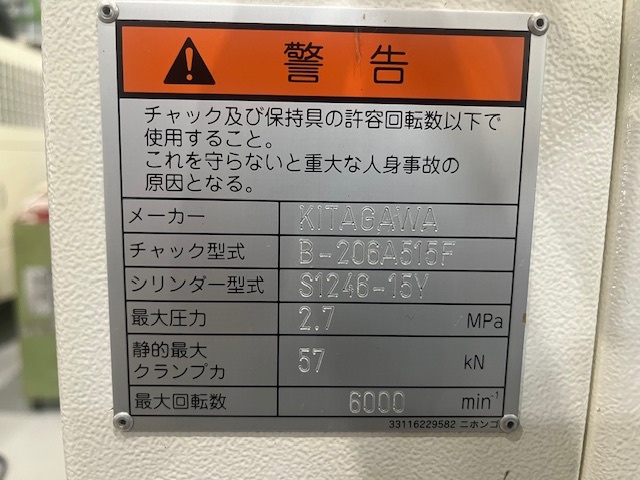 警告
チャック及び保持具の許容回転数以下で
使用すること。
これを守らないと重大な人身事故の
原因となる。
メーカー KITAGAWA
チャック型式 B-206A515F
シリンダー型式 S1246-15Y
最大圧力 2.7 MPa
静的最大
クランプ力 57 kN
最大回転数 6000 min⁻¹
33116229582 ニホンゴ